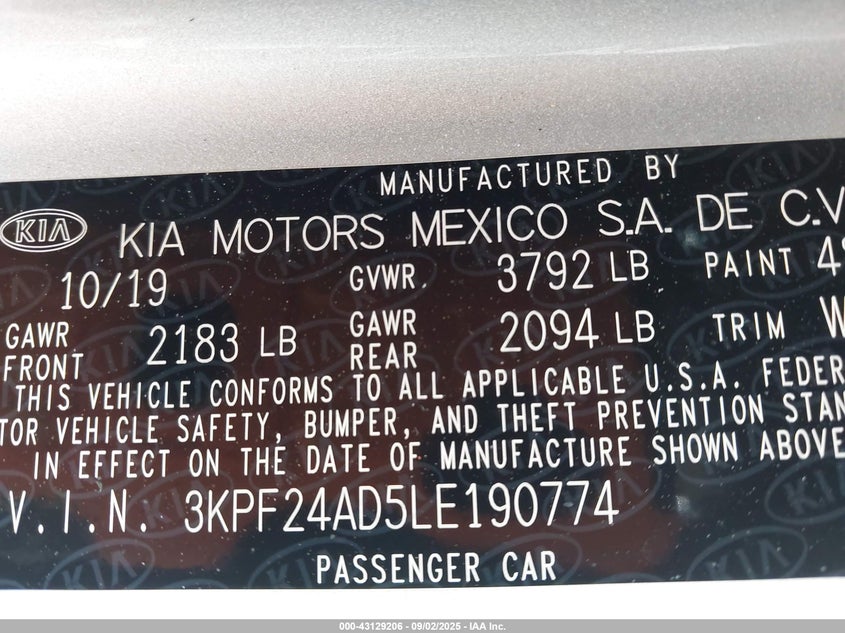 MANUFACTURED BY
KIA KIA MOTORS MEXICO S.A. DE C.V
10/19 GVWR. 3792 LB PAINT
GAWR FRONT 2183 LB GAWR REAR 2094 LB TRIM
THIS VEHICLE CONFORMS TO ALL APPLICABLE U.S.A. FEDER
TOR VEHICLE SAFETY, BUMPER, AND THEFT PREVENTION STAN
IN EFFECT ON THE DATE OF MANUFACTURE SHOWN ABOVE
V.I.N. 3KPF24AD5LE190774
PASSENGER CAR
000-43129206 - 09/02/2025 - IAA Inc.